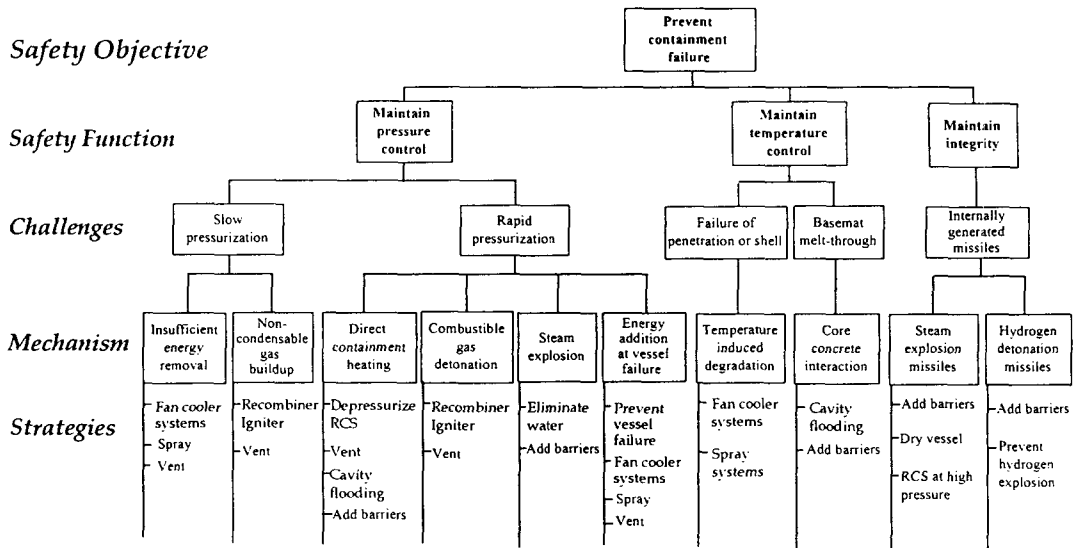 Safety Objective
Prevent
containment
failure
Safety Function
Maintain
pressure
control
Maintain
temperature
control
Maintain
integrity
Challenges
Slow
pressurization
Rapid
pressurization
Failure of
penetration or shell
Basemat
melt-through
Internally
generated
missiles
Mechanism
Insufficient
energy
removal
Non-
condensable
gas
buildup
Direct
containment
heating
Combustible
gas
detonation
Steam
explosion
Energy
addition
at vessel
failure
Temperature
induced
degradation
Core
concrete
interaction
Steam
explosion
missiles
Hydrogen
detonation
missiles
Strategies
Fan cooler
systems
Spray
Vent
Recombiner
Igniter
Vent
Depressurize
RCS
Vent
Cavity
flooding
Add barriers
Recombiner
Igniter
Vent
Eliminate
water
Add barriers
Prevent
vessel
failure
Fan cooler
systems
Spray
Vent
Fan cooler
systems
Spray
systems
Cavity
flooding
Add barriers
Add barriers
Dry vessel
RCS at high
pressure
Add barriers
Prevent
hydrogen
explosion